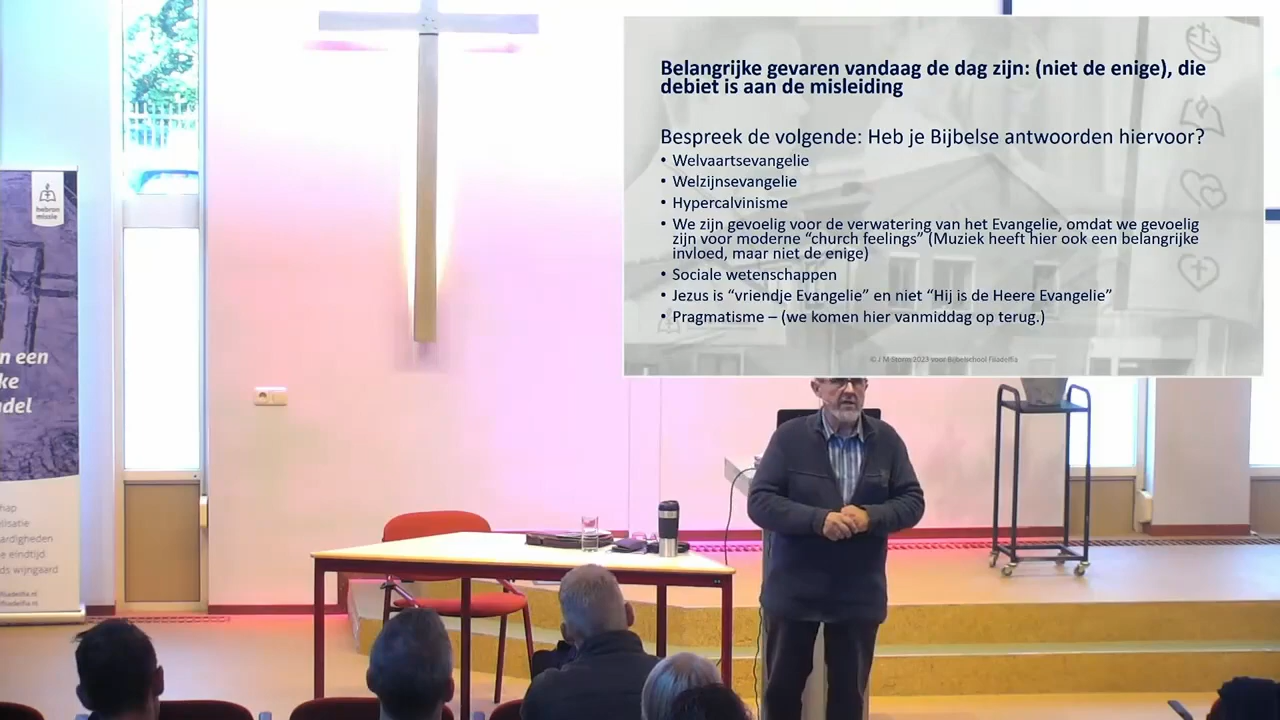 Belangrijke gevaren vandaag de dag zijn: (niet de enige), die
debiet is aan de misleiding
Bespreek de volgende: Heb je Bijbelse antwoorden hiervoor?
• Welvaartsevangelie
• Welzijnsevangelie
• Hypercalvinisme
• We zijn gevoelig voor de verwatering van het Evangelie, omdat we gevoelig
zijn voor moderne “church feelings” (Muziek heeft hier ook een belangrijke
invloed, maar niet de enige)
• Sociale wetenschappen
• Jezus is “vriendje Evangelie” en niet “Hij is de Heere Evangelie”
• Pragmatisme – (we komen hier vanmiddag op terug.)
© J M Storm 2023 voor Bijbelschool Filadelfia
hebron
missie
n een
ke
del
hap
lisatie
ardigheden
e eindtijd
ds wijngaard
filadelfia.nl